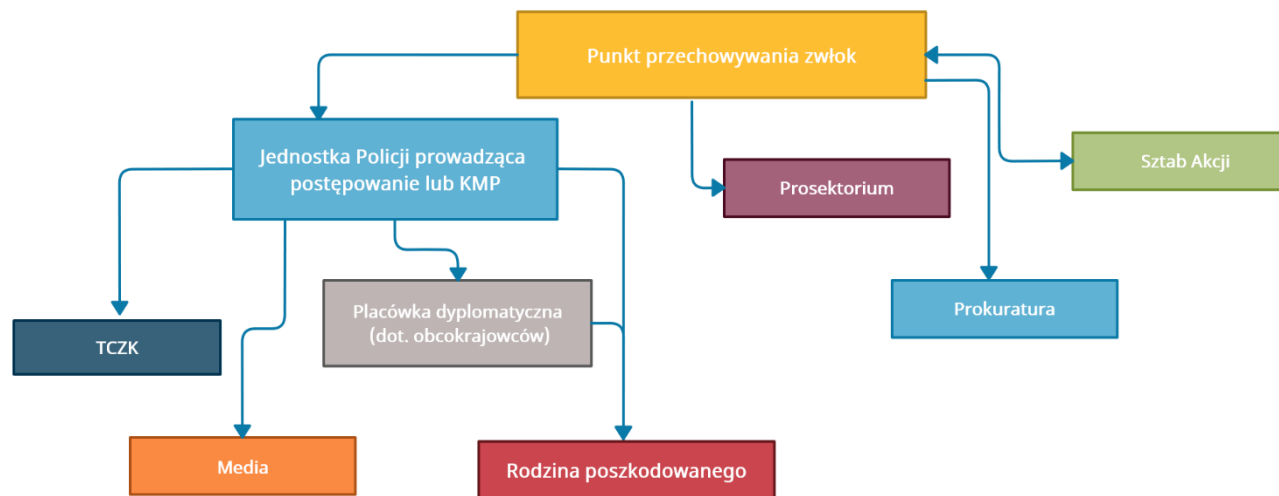 Punkt przechowywania zwłok
Jednostka Policji prowadząca
postępowanie lub KMP
Sztab Akcji
Prosektorium
Placówka dyplomatyczna
(dot. obcokrajowców)
Prokuratura
TCZK
Media
Rodzina poszkodowanego